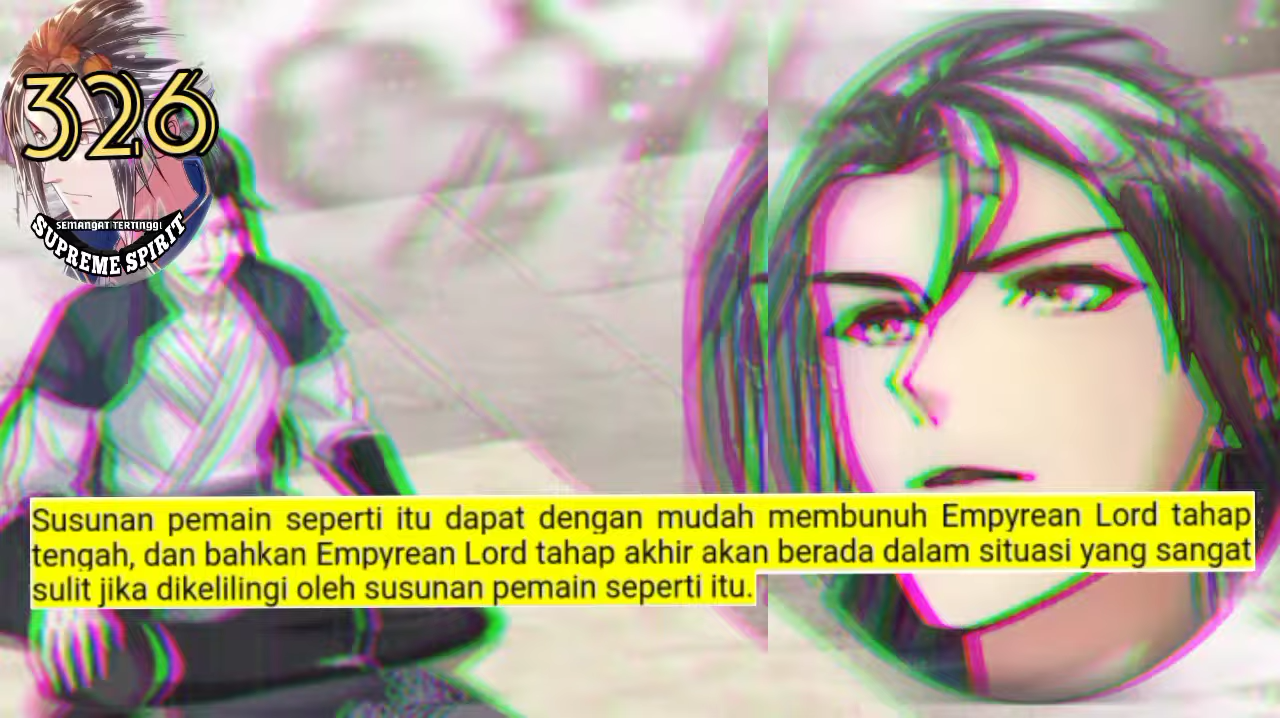 326
SEMANGAT TERTINGGI
SUPREME SPIRIT
Susunan pemain seperti itu dapat dengan mudah membunuh Empyrean Lord tahap
tengah, dan bahkan Empyrean Lord tahap akhir akan berada dalam situasi yang sangat
sulit jika dikelilingi oleh susunan pemain seperti itu.